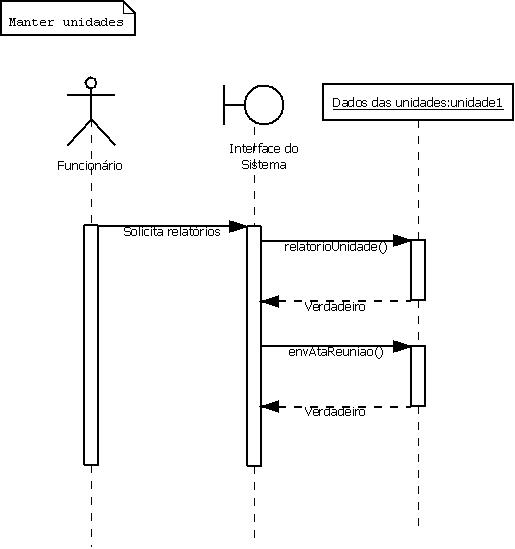 Manter unidades
Dados das unidades:unidade1
Interface do
Sistema
Funcionário
Solicita relatórios
relatorioUnidade()
Verdadeiro
envAtaReuniao()
Verdadeiro